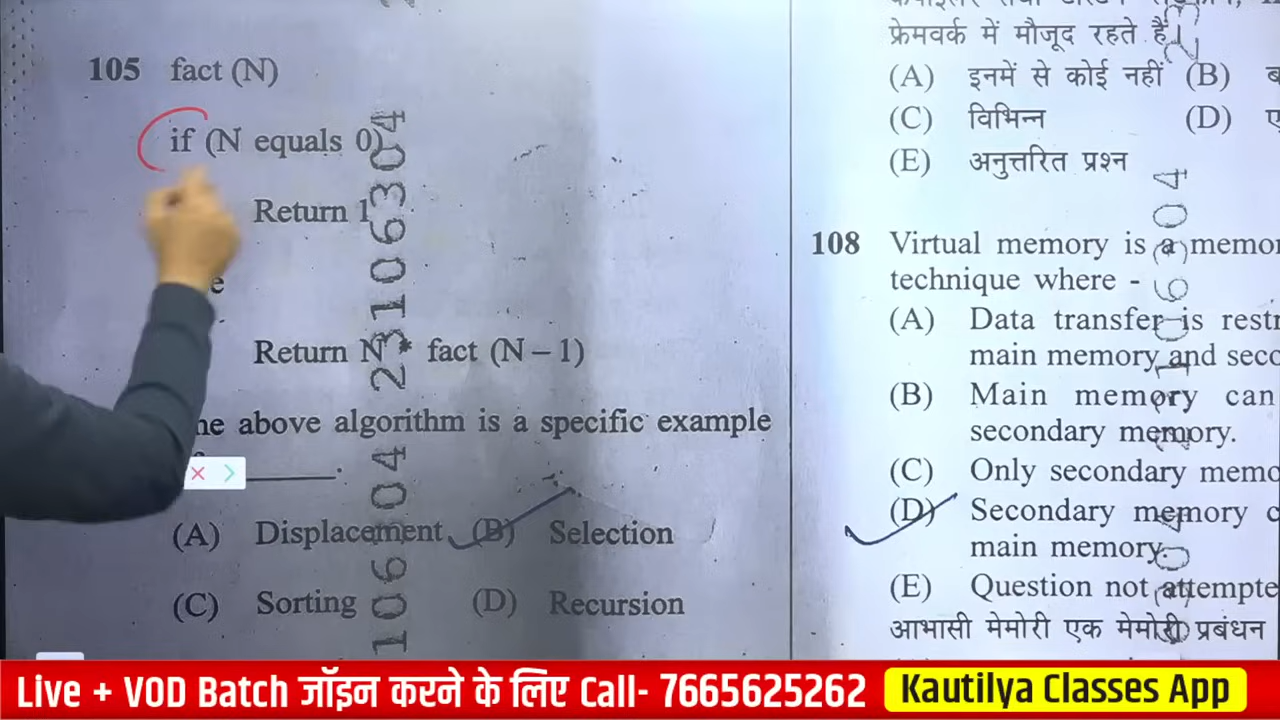 105 fact (N)
if (N equals 0)
Return 1
e
Return N * fact (N – 1)
he above algorithm is a specific example
.
(A) Displacement (B) Selection
(C) Sorting (D) Recursion
23106304
फ्रेमवर्क में मौजूद रहते हैं।
(A) इनमें से कोई नहीं (B)
(C) विभिन्न (D)
(E) अनुत्तरित प्रश्न
108 Virtual memory is a memor
technique where -
(A) Data transfer is restr
main memory and seco
(B) Main memory can
secondary memory.
(C) Only secondary memo
(D) Secondary memory c
main memory.
(E) Question not attempte
आभासी मेमोरी एक मेमोरी प्रबंधन
Live + VOD Batch जॉइन करने के लिए Call- 7665625262 Kautilya Classes App